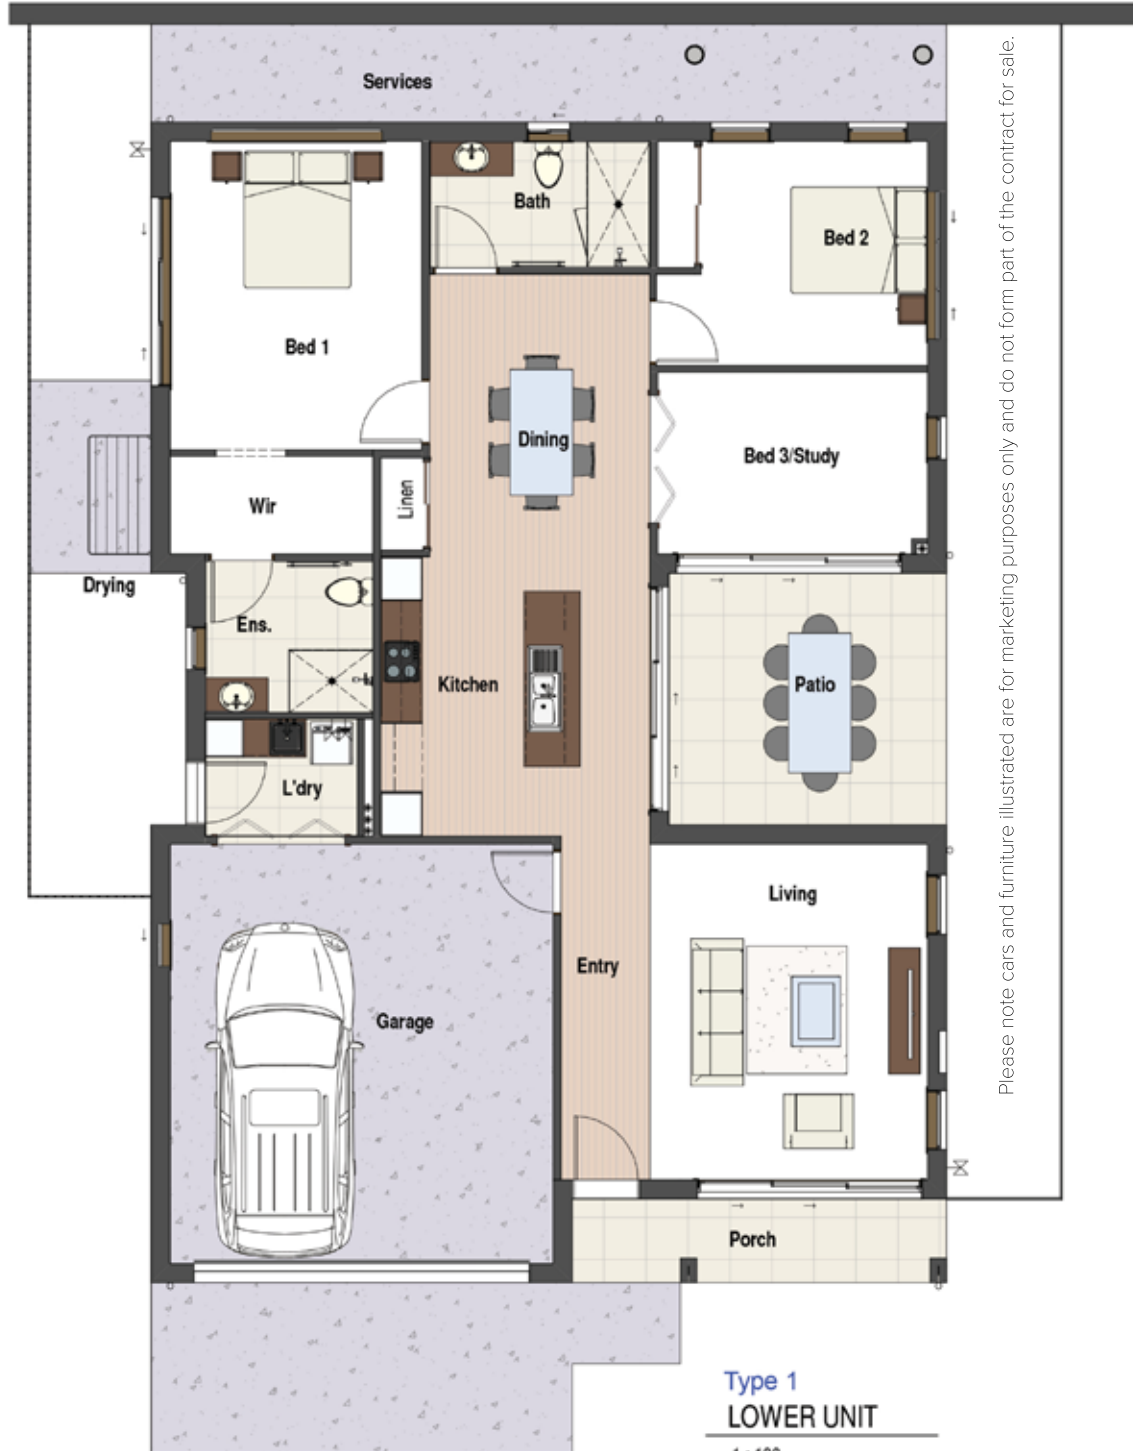 Services
Bath
Bed 2
Bed 1
Dining
Bed 3/Study
Linen
Wir
Drying
Ens.
Kitchen
Patio
L'dry
Living
Entry
Garage
Porch
Please note cars and furniture illustrated are for marketing purposes only and do not form part of the contract for sale.
Type 1
LOWER UNIT